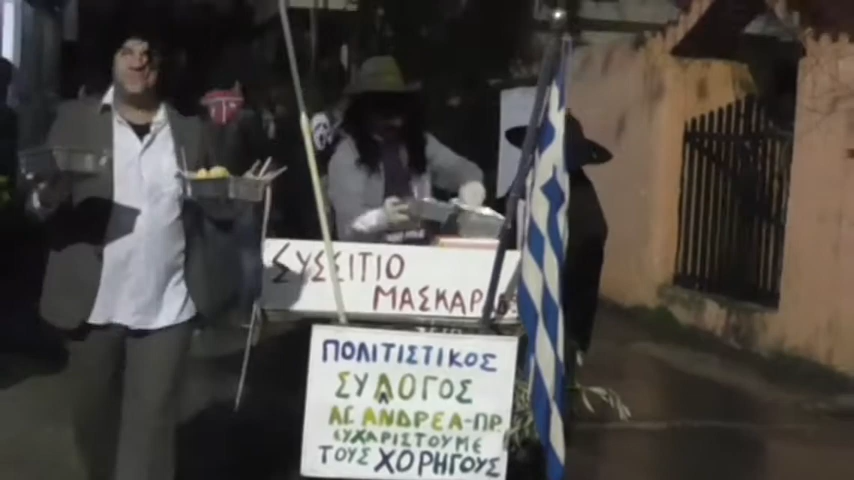 ΣΥΣΣΙΤΙΟ
ΜΑΣΚΑΡ
ΠΟΛΙΤΙΣΤΙΚΟΣ
ΣΥΛΛΟΓΟΣ
ΑΓ. ΑΝΔΡΕΑ-ΠΡ.
ΕΥΧΑΡΙΣΤΟΥΜΕ
ΤΟΥΣ ΧΟΡΗΓΟΥΣ